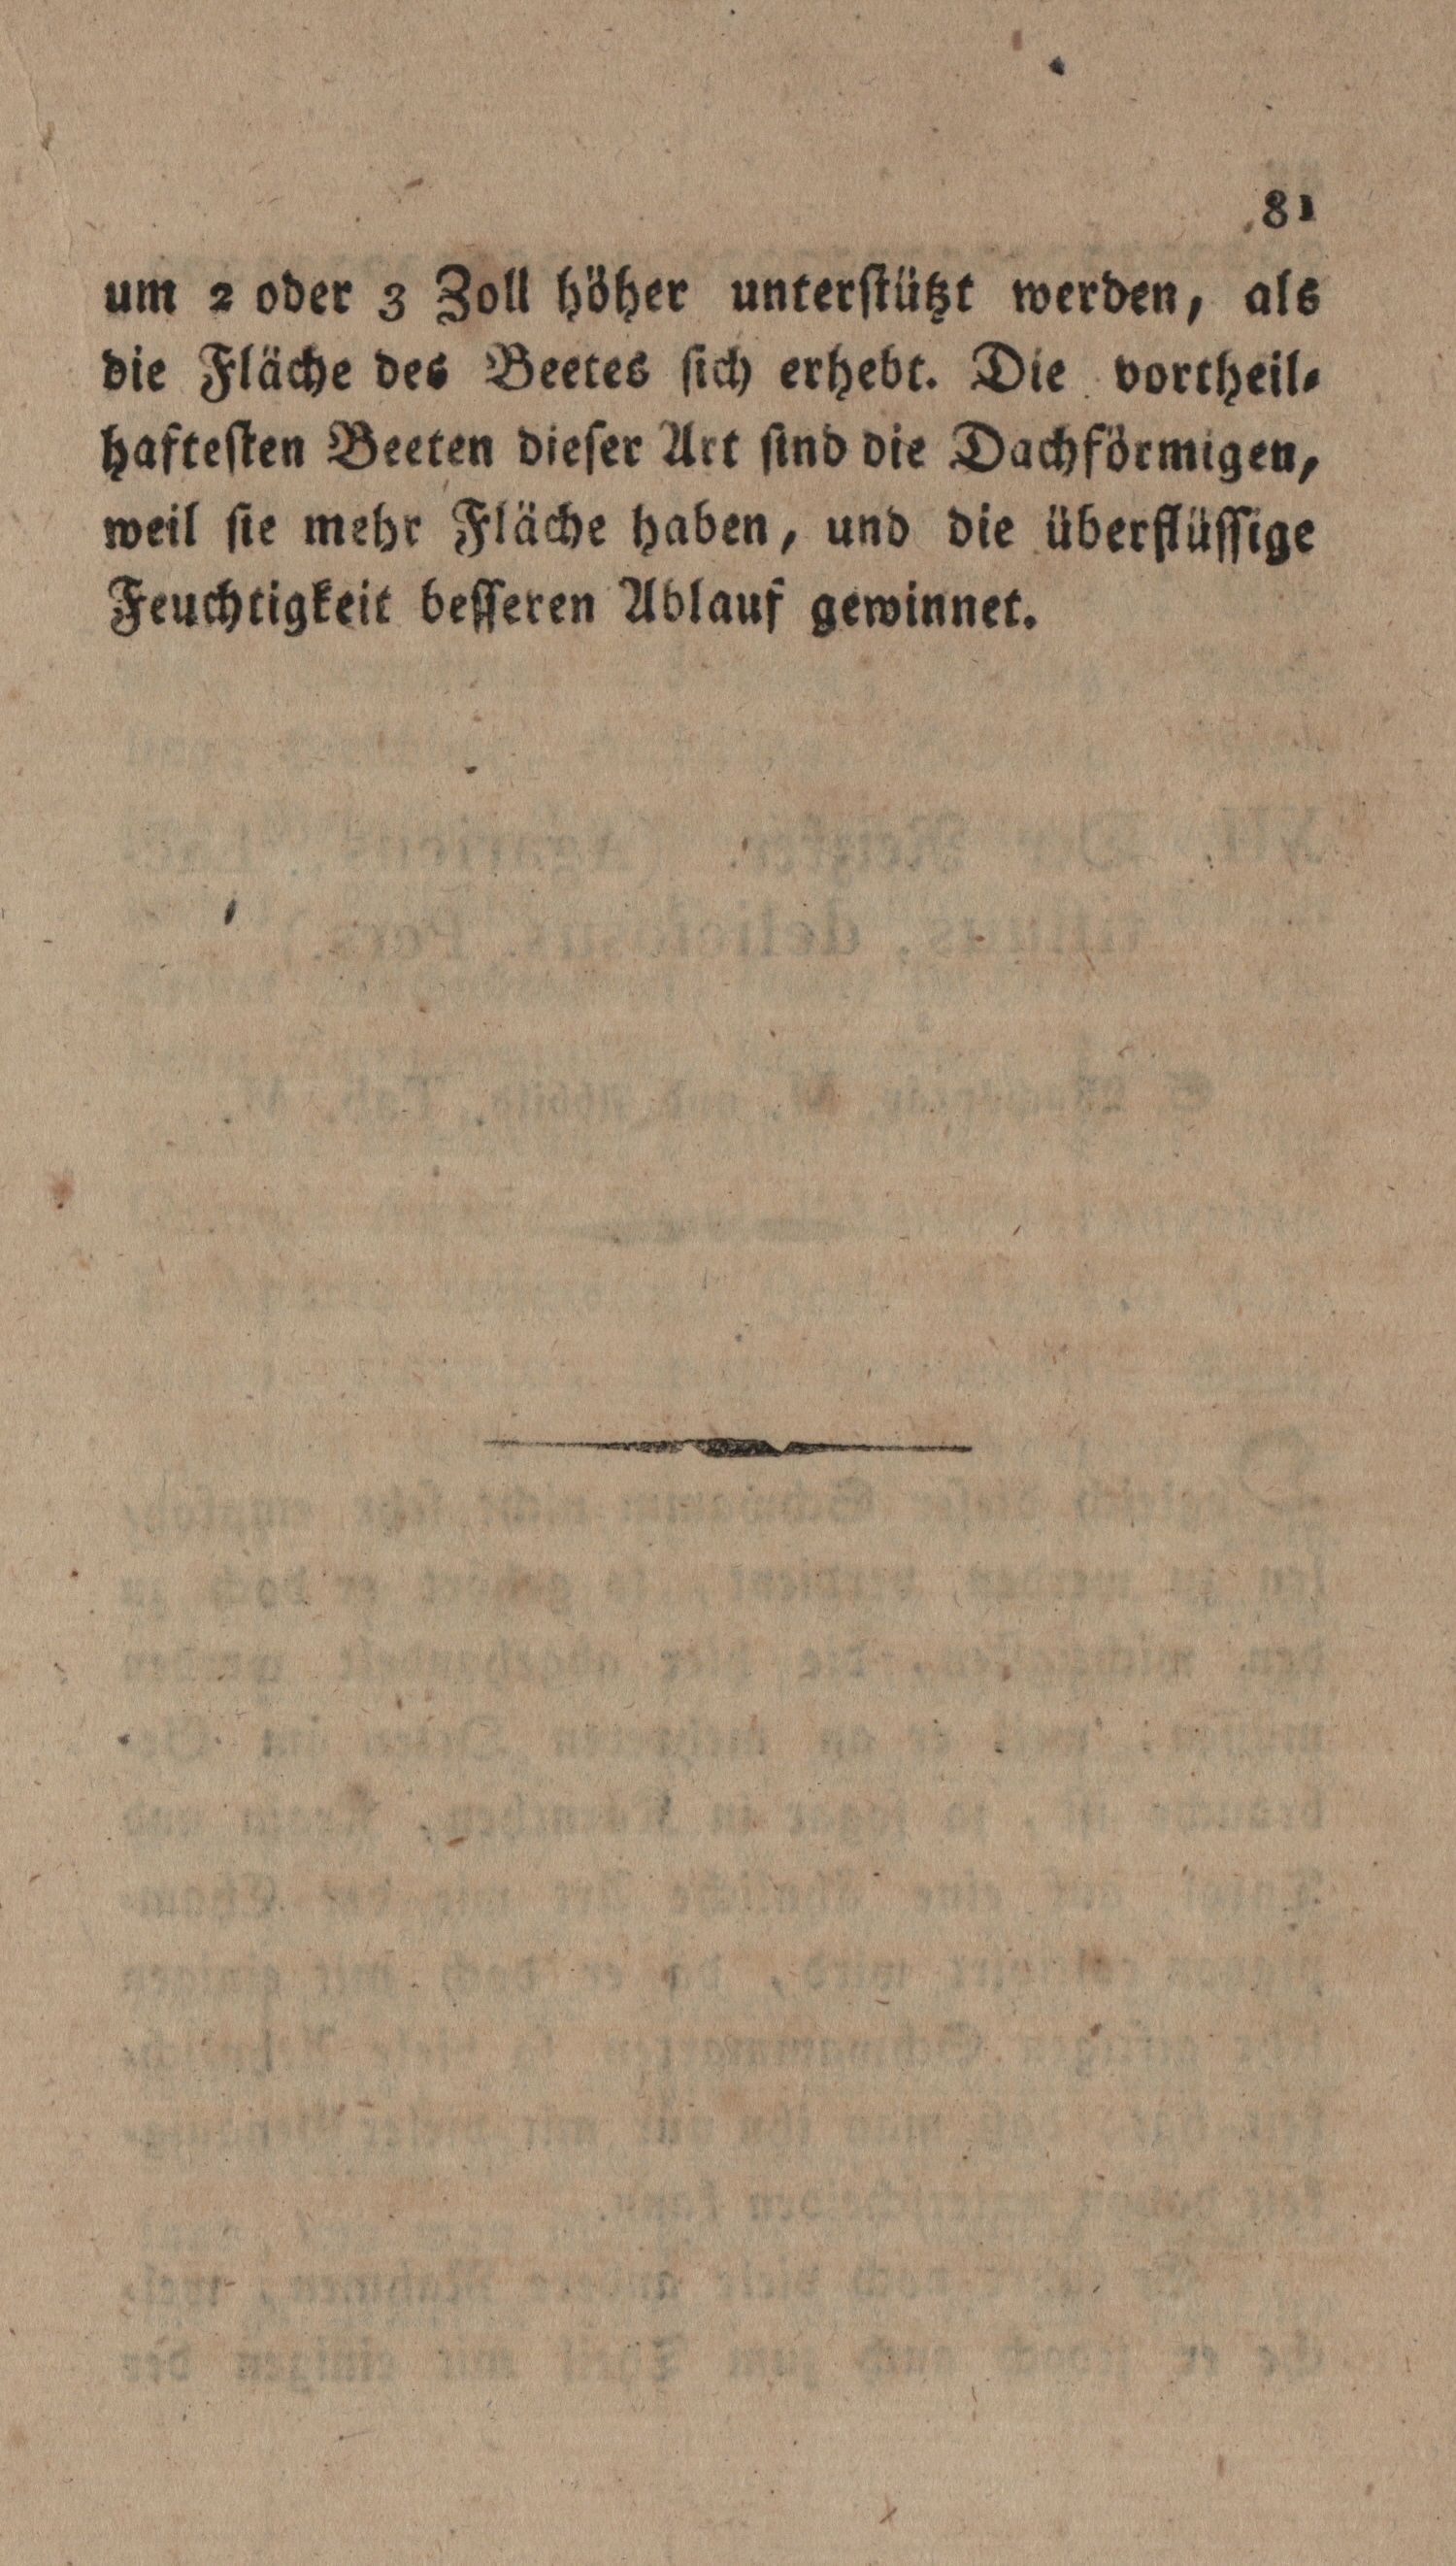 81
um 2 oder 3 Zoll höher unterſtützt werden, als
die Fläche des Beetes ſich erhebt. Die vortheil-
hafteſten Beeten dieſer Art ſind die Dachförmigen,
weil ſie mehr Fläche haben, und die überflüſſige
Feuchtigkeit beſſeren Ablauf gewinnet.